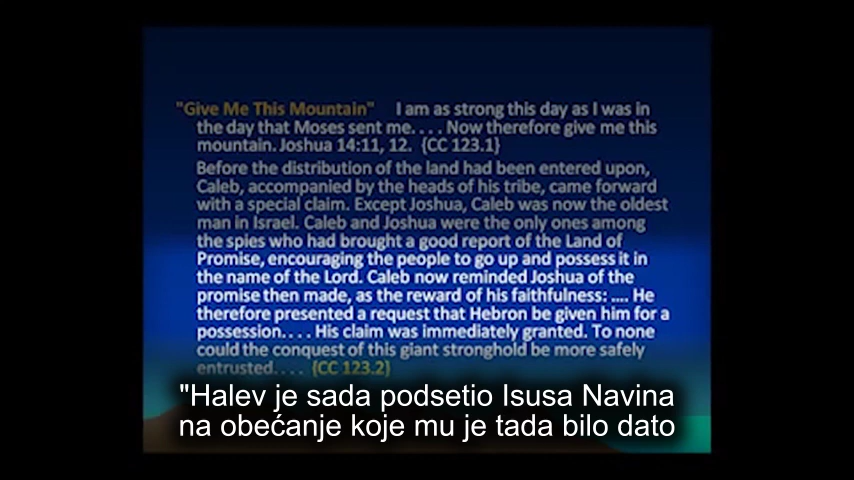 "Give Me This Mountain" I am as strong this day as I was in
the day that Moses sent me. . . . Now therefore give me this
mountain. Joshua 14:11, 12. {CC 123.1}
Before the distribution of the land had been entered upon,
Caleb, accompanied by the heads of his tribe, came forward
with a special claim. Except Joshua, Caleb was now the oldest
man in Israel. Caleb and Joshua were the only ones among
the spies who had brought a good report of the Land of
Promise, encouraging the people to go up and possess it in
the name of the Lord. Caleb now reminded Joshua of the
promise then made, as the reward of his faithfulness: .... He
therefore presented a request that Hebron be given him for a
possession. . . . His claim was immediately granted. To none
could the conquest of this giant stronghold be more safely
entrusted. . . . {CC 123.2}
"Halev je sada podsetio Isusa Navina
na obećanje koje mu je tada bilo dato